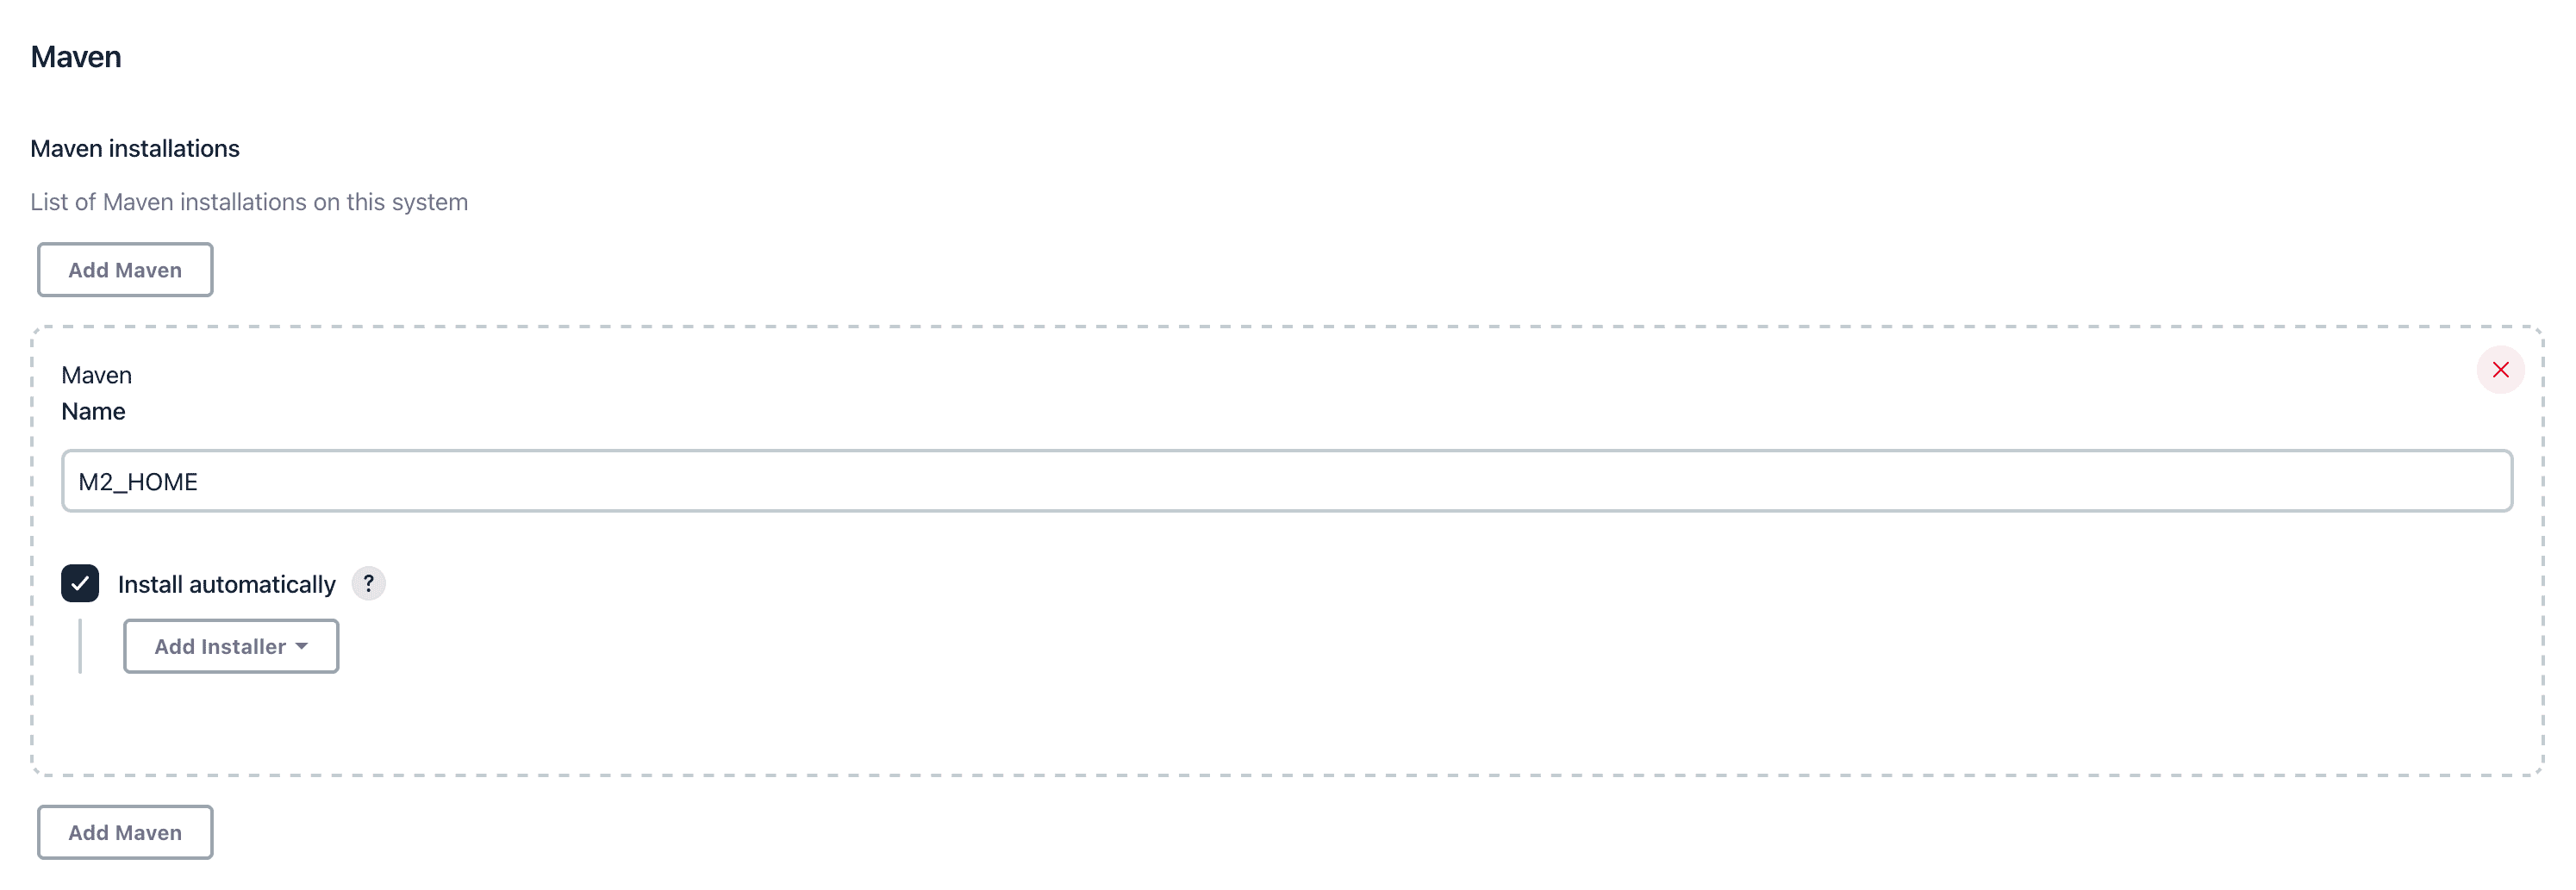 Maven
Maven installations
List of Maven installations on this system
Add Maven
Maven
Name
M2_HOME
Install automatically ?
Add Installer
Add Maven